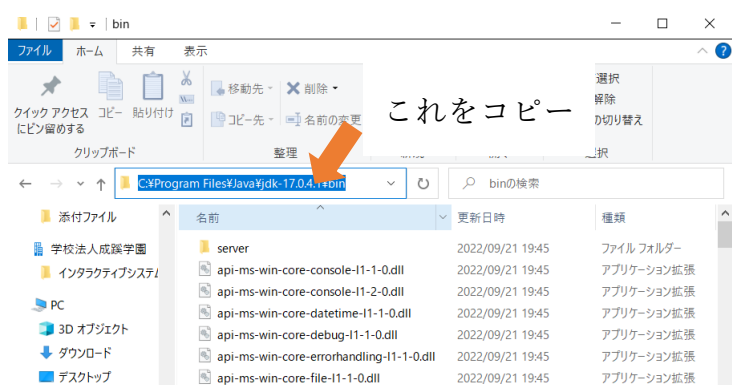 bin
ファイル ホーム 共有 表示
クイック アクセス
にピン留めする
コピー
貼り付け
移動先
コピー先
削除
名前の変更
これをコピー
選択
解除
の切り替え
クリップボード
整理
選択
C:¥Program Files¥Java¥jdk-17.0.4.1¥bin
binの検索
添付ファイル
学校法人成蹊学園
インタラクティブシステム
PC
3D オブジェクト
ダウンロード
デスクトップ
名前 更新日時 種類
server 2022/09/21 19:45 ファイル フォルダー
api-ms-win-core-console-l1-1-0.dll 2022/09/21 19:45 アプリケーション拡張
api-ms-win-core-console-l1-2-0.dll 2022/09/21 19:45 アプリケーション拡張
api-ms-win-core-datetime-l1-1-0.dll 2022/09/21 19:45 アプリケーション拡張
api-ms-win-core-debug-l1-1-0.dll 2022/09/21 19:45 アプリケーション拡張
api-ms-win-core-errorhandling-l1-1-0.dll 2022/09/21 19:45 アプリケーション拡張
api-ms-win-core-file-l1-1-0.dll 2022/09/21 19:45 アプリケーション拡張